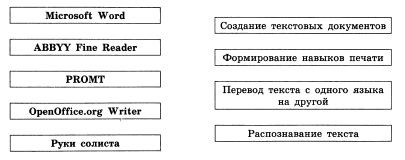 Microsoft Word
ABBYY Fine Reader
PROMT
OpenOffice.org Writer
Руки солиста
Создание текстовых документов
Формирование навыков печати
Перевод текста с одного языка
на другой
Распознавание текста